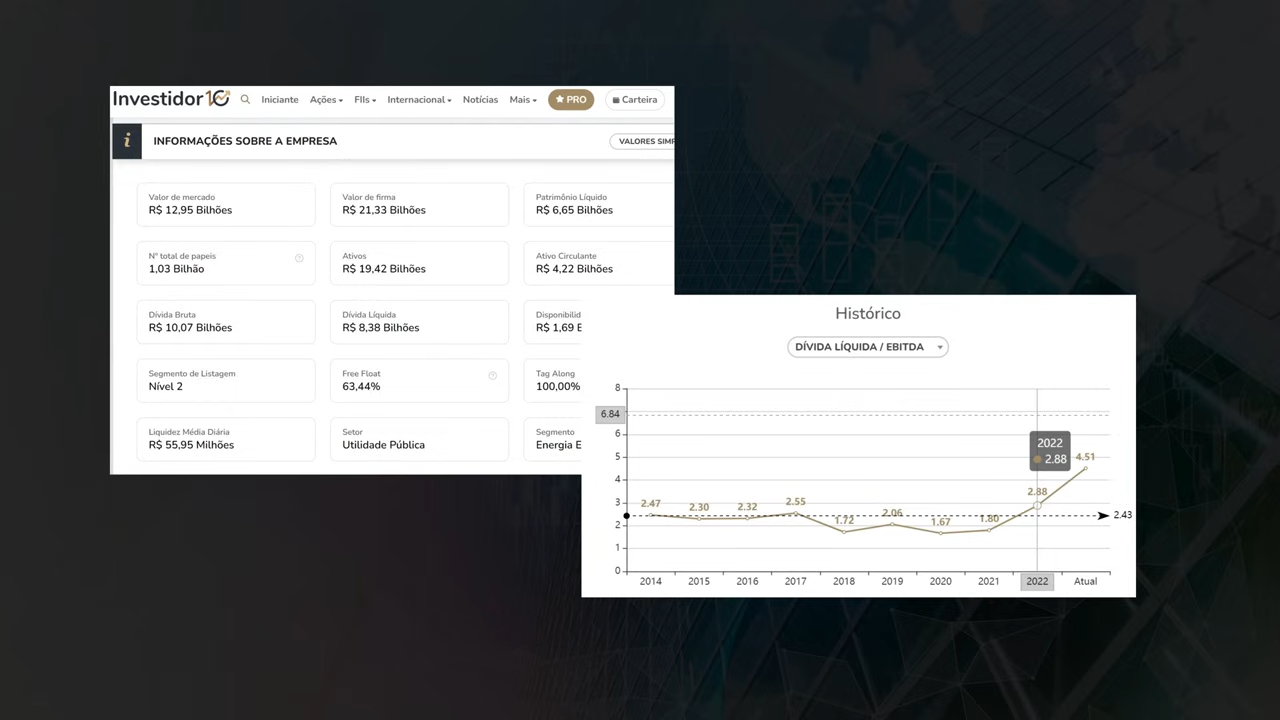 Investidor10
Iniciante Ações FIIs Internacional Notícias Mais PRO Carteira
i INFORMAÇÕES SOBRE A EMPRESA
VALORES
Valor de mercado
R$ 12,95 Bilhões
Valor de firma
R$ 21,33 Bilhões
Patrimônio Líquido
R$ 6,65 Bilhões
Nº total de papeis
1,03 Bilhão
Ativos
R$ 19,42 Bilhões
Ativo Circulante
R$ 4,22 Bilhões
Dívida Bruta
R$ 10,07 Bilhões
Dívida Líquida
R$ 8,38 Bilhões
Disponibilid
R$ 1,69
Segmento de Listagem
Nível 2
Free Float
63,44%
Tag Along
100,00%
Liquidez Média Diária
R$ 55,95 Milhões
Setor
Utilidade Pública
Segmento
Energia E
Histórico
DÍVIDA LÍQUIDA / EBITDA
8
6.84
6
5
4
3
2
1
0
2022
2.88
2.47 2.30 2.32 2.55 1.72 2.06 1.67 1.80 2.88 4.51
2.43
2014 2015 2016 2017 2018 2019 2020 2021 2022 Atual